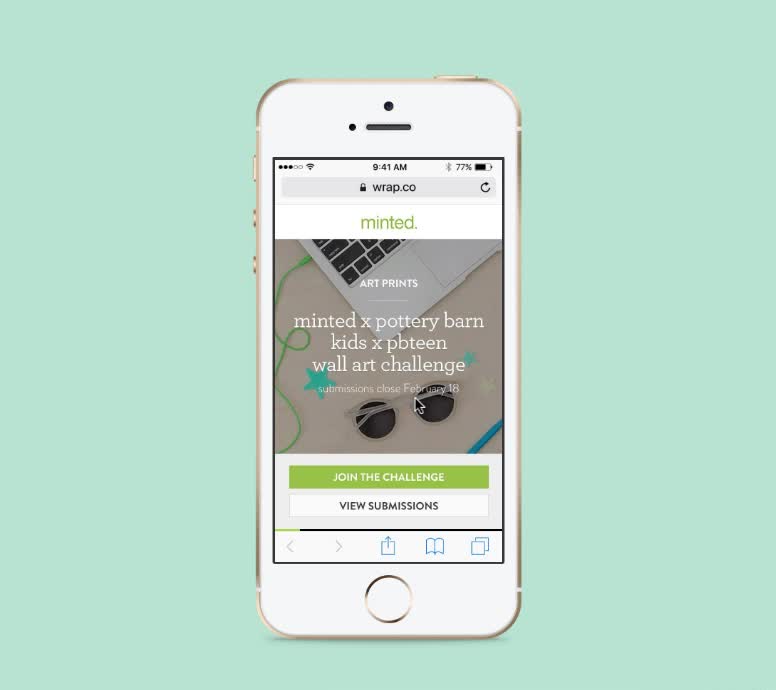 9:41 AM
77%
wrap.co
minted.
ART PRINTS
minted x pottery barn
kids x pbteen
wall art challenge
submissions close February 18
JOIN THE CHALLENGE
VIEW SUBMISSIONS